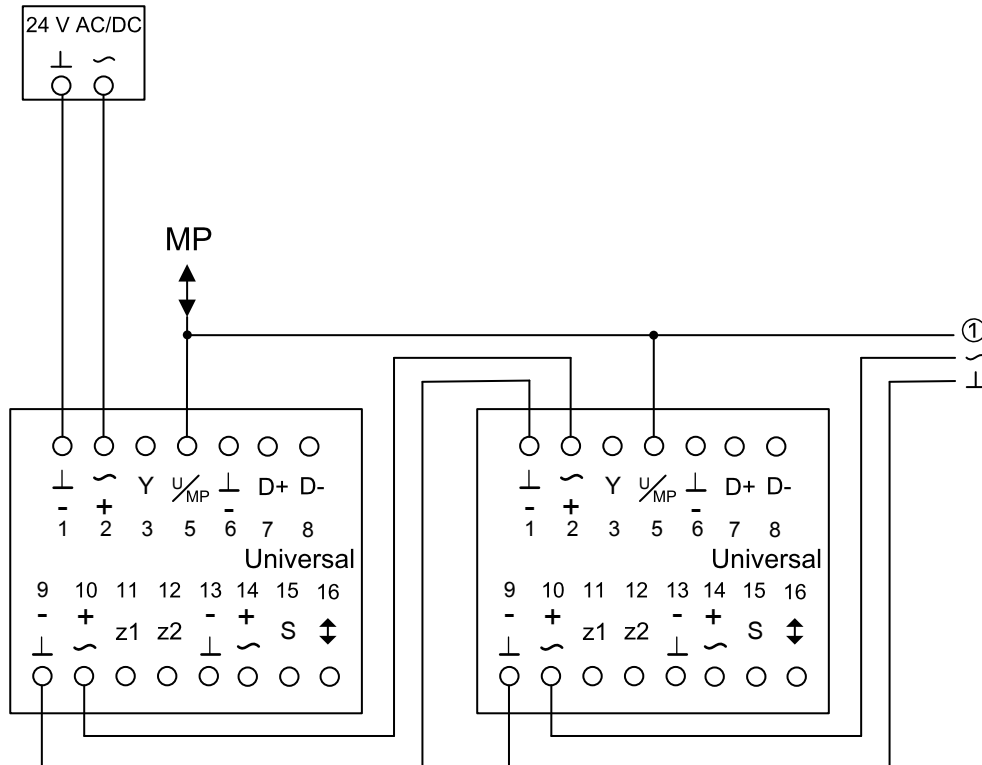 24 V AC/DC
⊥ ~
MP
①
~
⊥
⊥ ~ Y U/MP ⊥ D+ D-
- + -
1 2 3 5 6 7 8
Universal
9 10 11 12 13 14 15 16
- + z1 z2 - + S
⊥ ~ ⊥ ~
⊥ ~ Y U/MP ⊥ D+ D-
- + -
1 2 3 5 6 7 8
Universal
9 10 11 12 13 14 15 16
- + z1 z2 - + S
⊥ ~ ⊥ ~